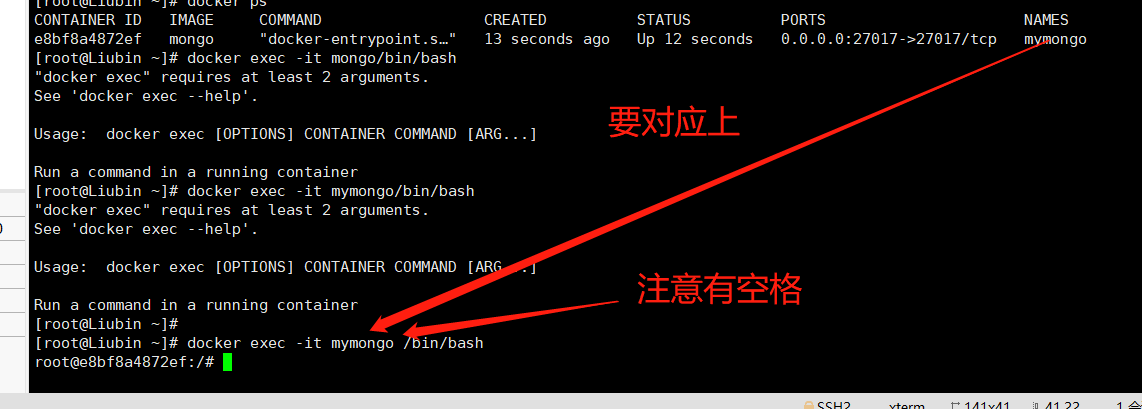 [root@Liubin ~]# docker ps
CONTAINER ID   IMAGE     COMMAND                  CREATED          STATUS          PORTS                      NAMES
e8bf8a4872ef   mongo     "docker-entrypoint.s…"   13 seconds ago   Up 12 seconds   0.0.0.0:27017->27017/tcp   mymongo
[root@Liubin ~]# docker exec -it mongo/bin/bash
"docker exec" requires at least 2 arguments.
See 'docker exec --help'.
要对应上
Usage:  docker exec [OPTIONS] CONTAINER COMMAND [ARG...]
Run a command in a running container
[root@Liubin ~]# docker exec -it mymongo/bin/bash
"docker exec" requires at least 2 arguments.
See 'docker exec --help'.
Usage:  docker exec [OPTIONS] CONTAINER COMMAND [ARG...]
注意有空格
Run a command in a running container
[root@Liubin ~]#
[root@Liubin ~]# docker exec -it mymongo /bin/bash
root@e8bf8a4872ef:/#
SSH2 xterm 141x41 41,22